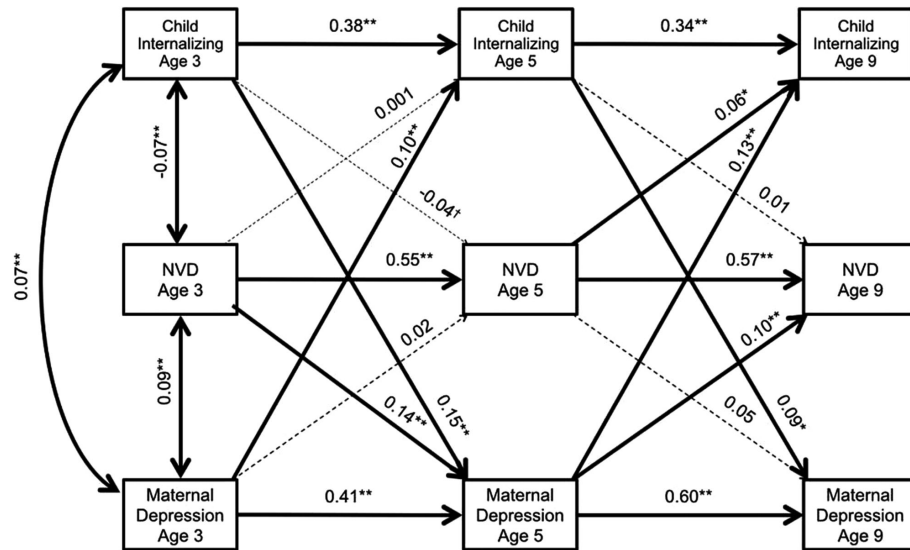 Child
Internalizing
Age 3
0.38**
Child
Internalizing
Age 5
0.34**
Child
Internalizing
Age 9
0.001
0.10**
0.06*
0.13**
-0.07**
-0.04†
0.01
0.07**
NVD
Age 3
0.55**
NVD
Age 5
0.57**
NVD
Age 9
0.02
0.10**
0.09**
0.14**
0.15**
0.05
0.09*
Maternal
Depression
Age 3
0.41**
Maternal
Depression
Age 5
0.60**
Maternal
Depression
Age 9